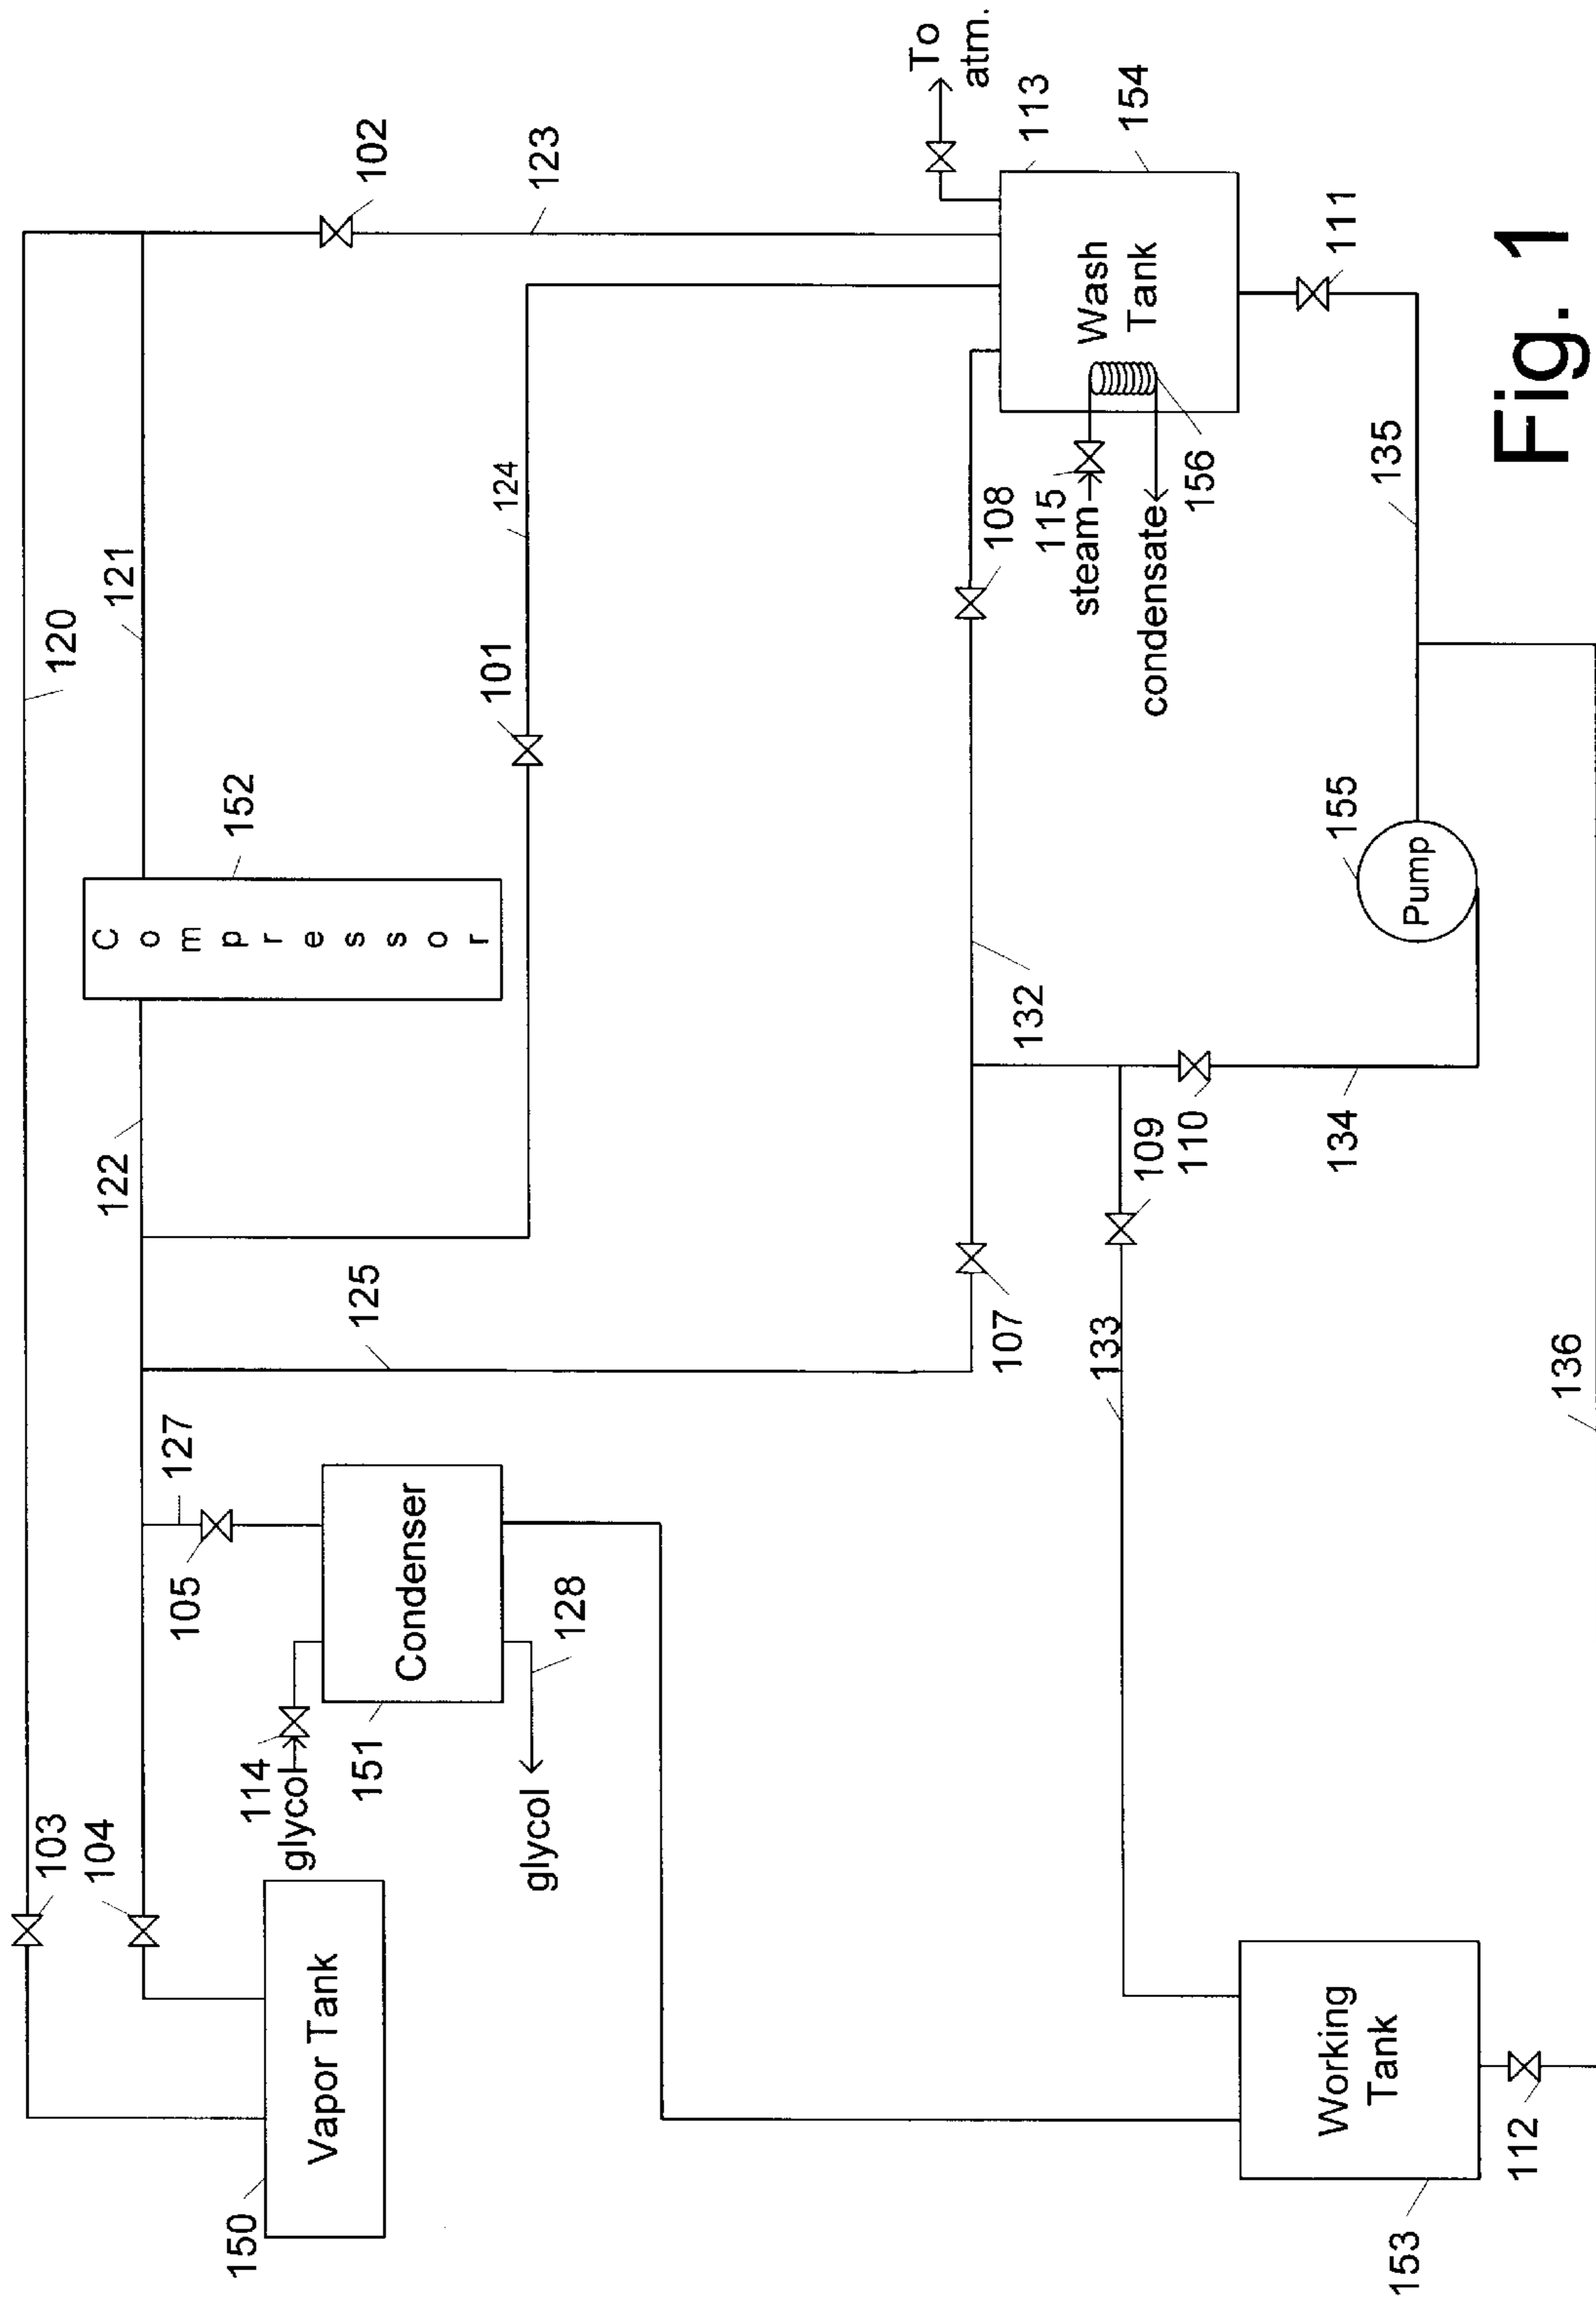 103
120
121
122
104
102
152
127
105
125
101
124
123
Vapor Tank
150
114
glycol
151
Condenser
128
glycol
C
o
m
p
r
e
s
s
o
r
To
atm.
113
154
Wash
Tank
108
115
steam
condensate
156
132
107
109
110
133
134
155
Pump
135
111
Working
Tank
153
112
136
Fig. 1